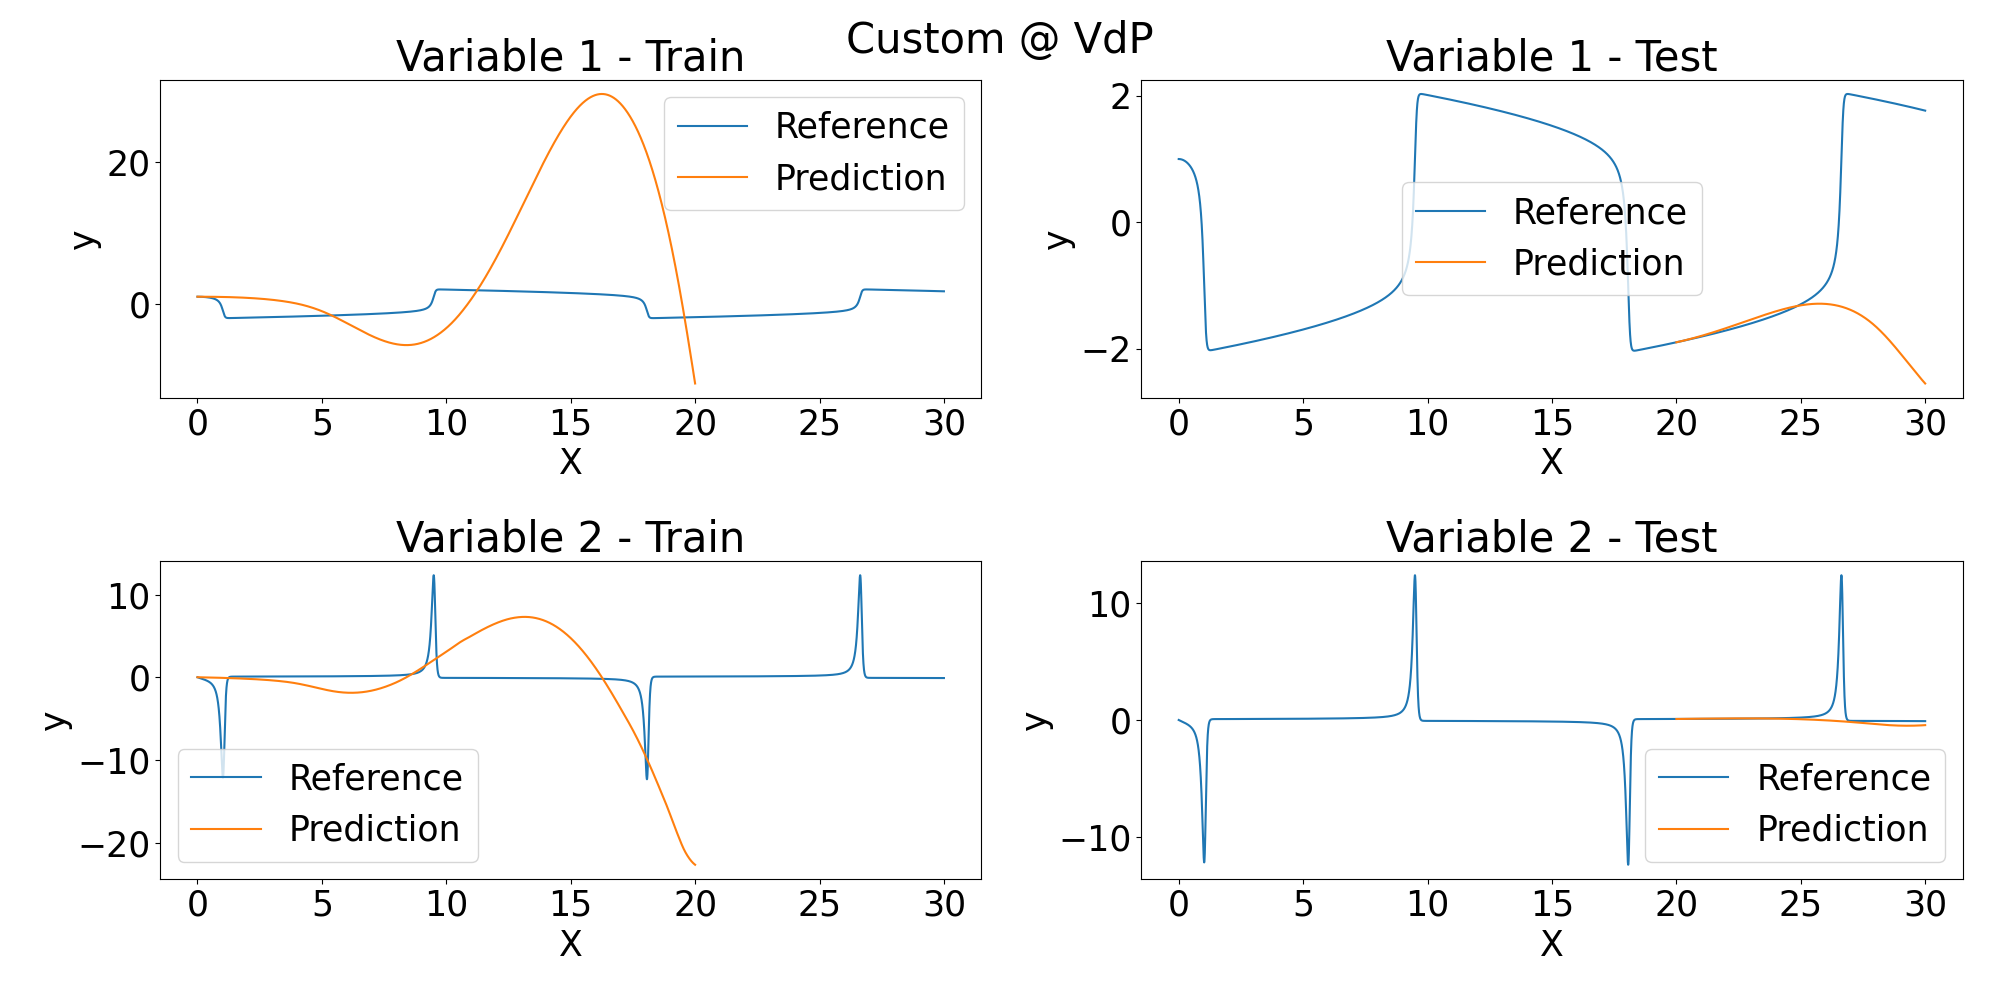 Custom @ VdP
Variable 1 - Train
20
0
y
0 5 10 15 20 25 30
X
Reference
Prediction
Variable 1 - Test
2
0
−2
y
0 5 10 15 20 25 30
X
Reference
Prediction
Variable 2 - Train
10
0
−10
−20
y
0 5 10 15 20 25 30
X
Reference
Prediction
Variable 2 - Test
10
0
−10
y
0 5 10 15 20 25 30
X
Reference
Prediction